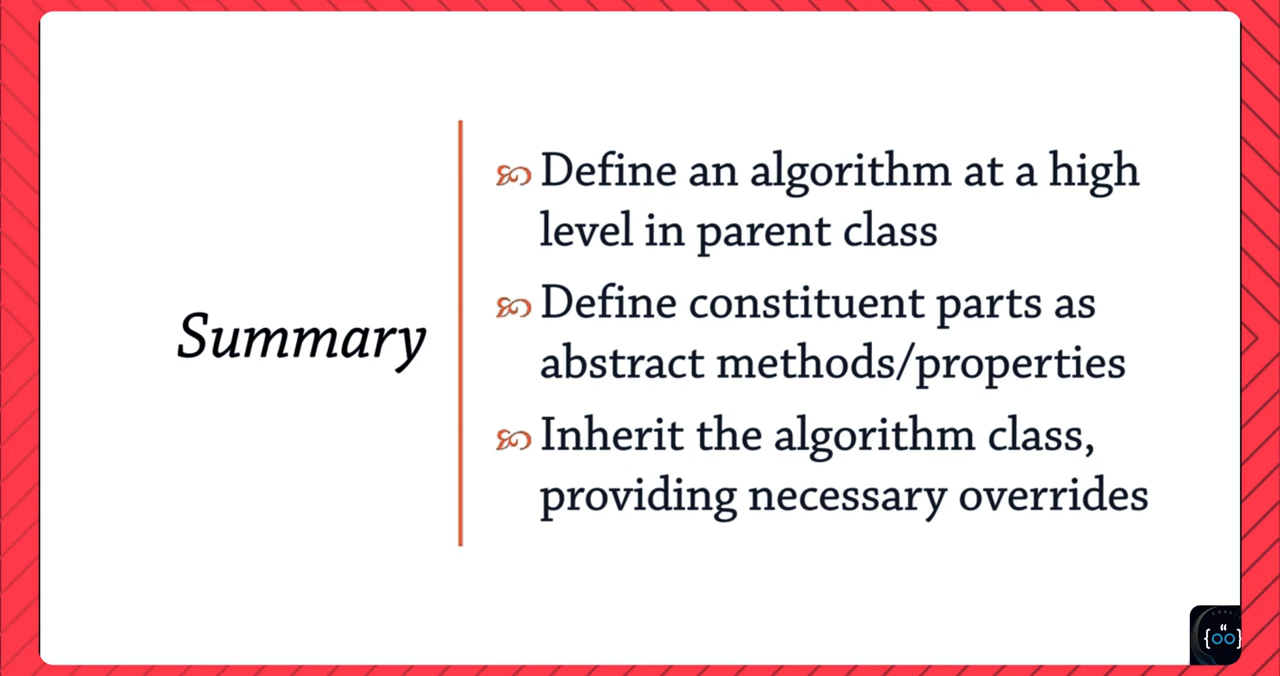 Summary
Define an algorithm at a high
level in parent class
Define constituent parts as
abstract methods/properties
Inherit the algorithm class,
providing necessary overrides